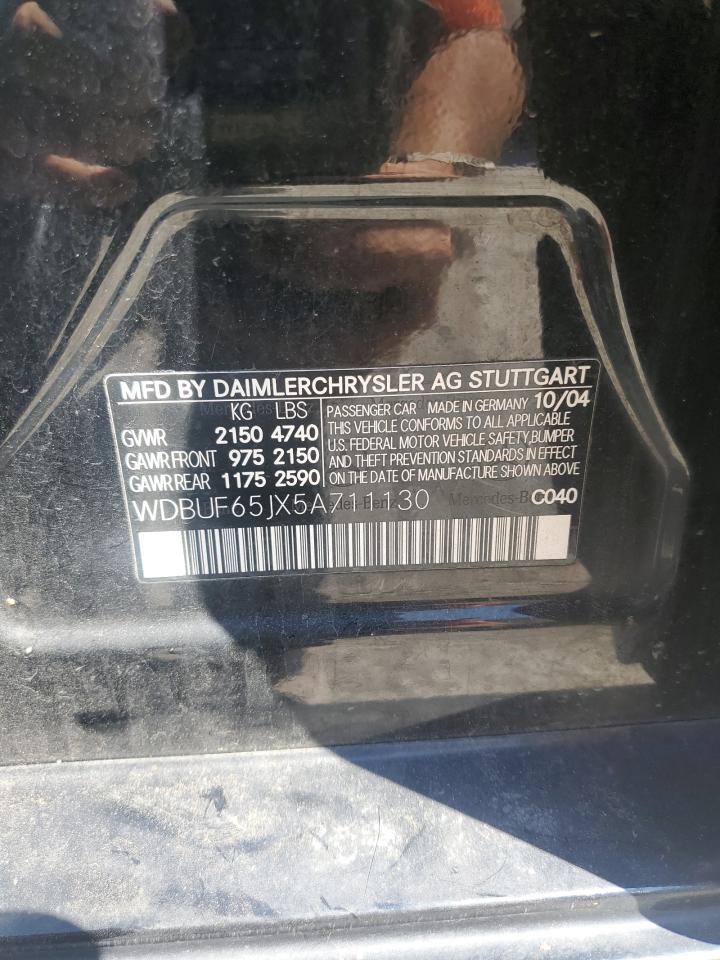 MFD BY DAIMLERCHRYSLER AG STUTTGART
KG LBS
GVWR 2150 4740
GAWR FRONT 975 2150
GAWR REAR 1175 2590
PASSENGER CAR MADE IN GERMANY 10/04
THIS VEHICLE CONFORMS TO ALL APPLICABLE
U.S. FEDERAL MOTOR VEHICLE SAFETY, BUMPER
AND THEFT PREVENTION STANDARDS IN EFFECT
ON THE DATE OF MANUFACTURE SHOWN ABOVE
WDBUF65JX5A711130 C040